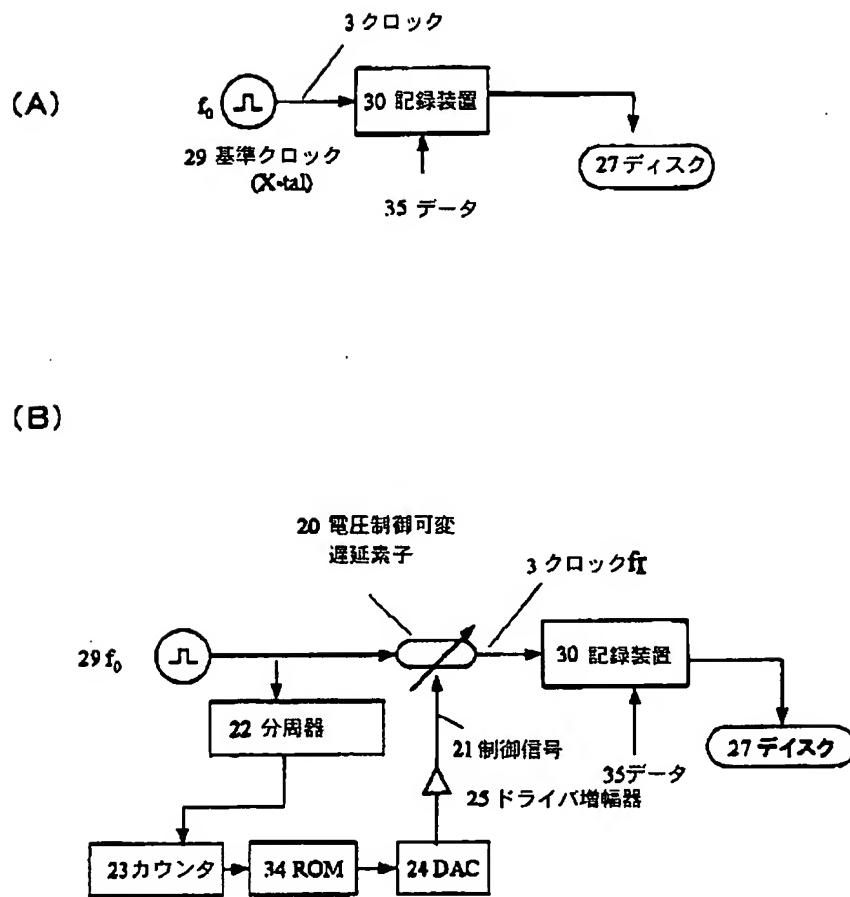 3 クロック
(A)
f₀
30 記録装置
29 基準クロック
(X-tal)
27ディスク
35 データ
(B)
20 電圧制御可変
遅延素子
3 クロックfT
29 f₀
30 記録装置
22 分周器
21 制御信号
27 デイスク
35データ
25 ドライバ増幅器
23カウンタ
34 ROM
24 DAC